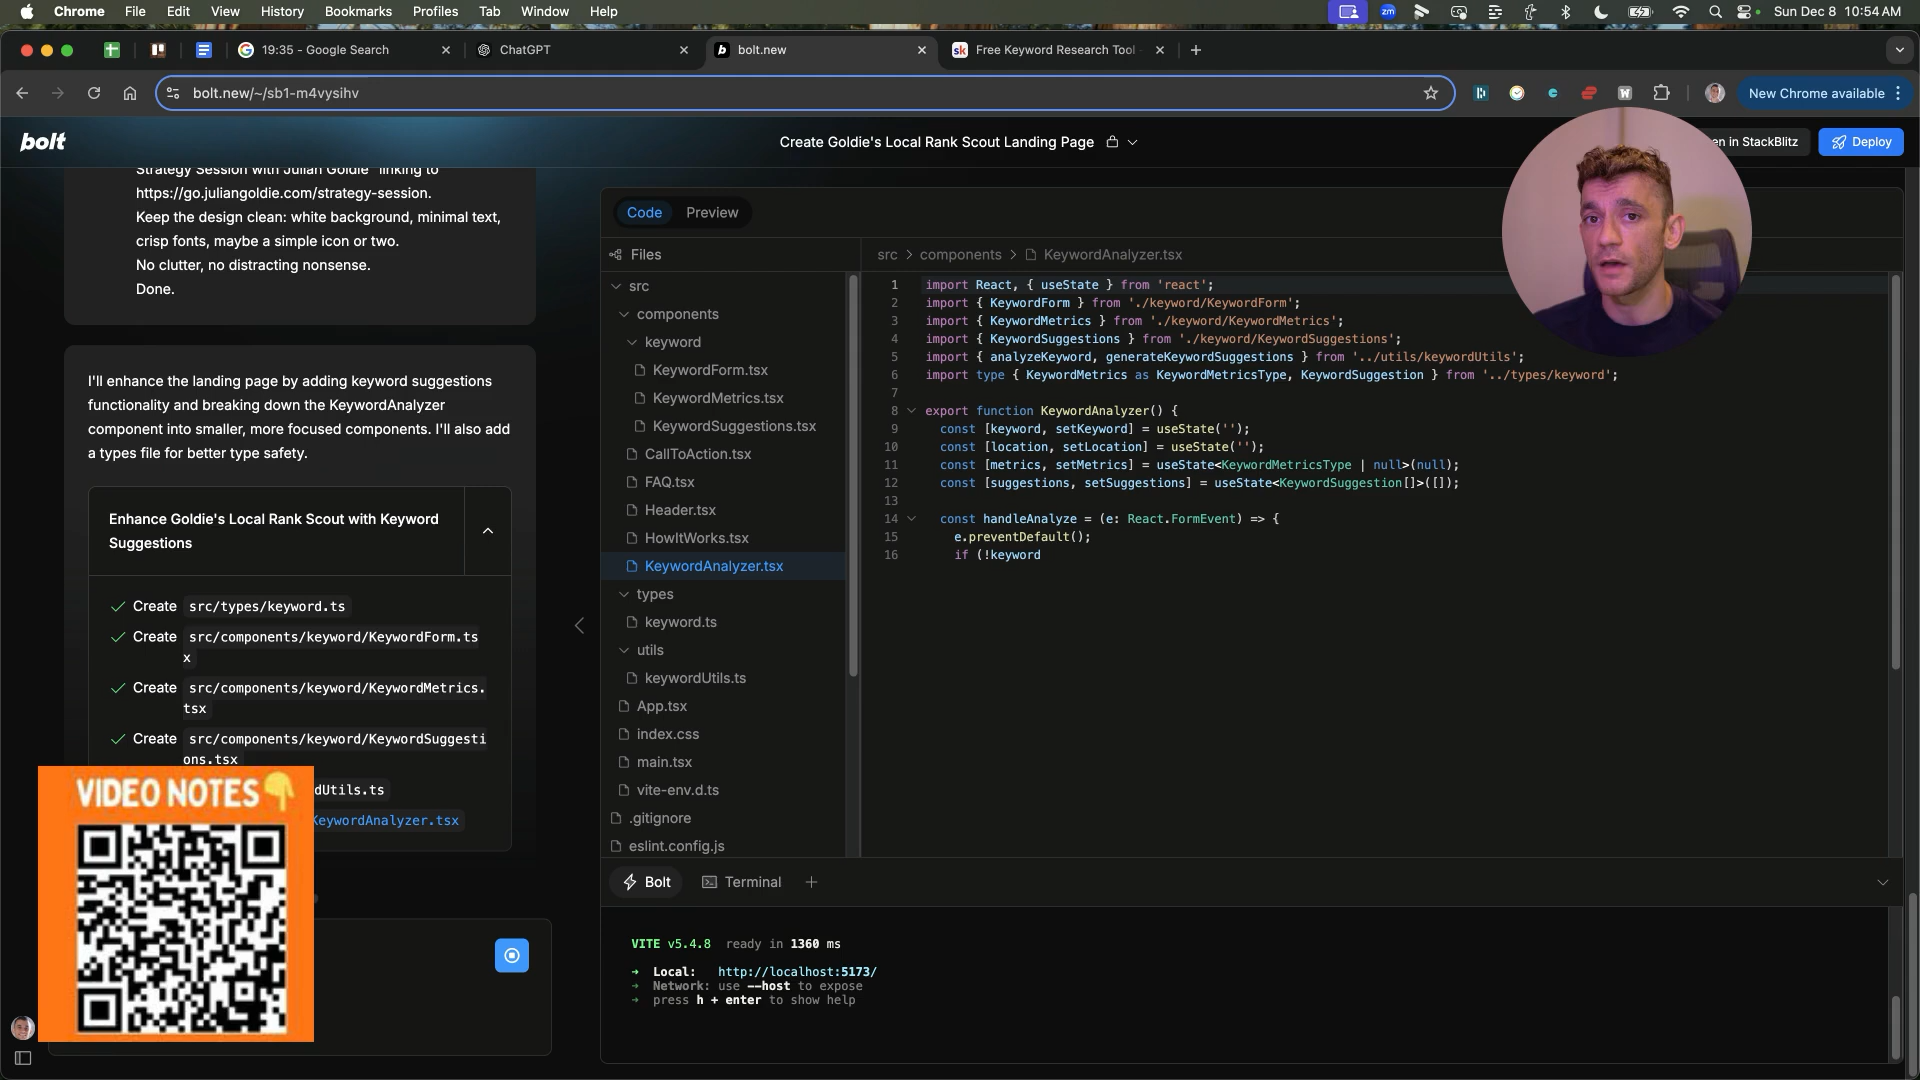 Chrome File Edit View History Bookmarks Profiles Tab Window Help
zm
Sun Dec 8 10:54 AM
19:35 - Google Search
ChatGPT
bolt.new
sk Free Keyword Research Tool
bolt.new/~/sb1-m4vysihv
New Chrome available
bolt
Create Goldie's Local Rank Scout Landing Page
en in StackBlitz
Deploy
Strategy Session with Julian Goldie" linking to
https://go.juliangoldie.com/strategy-session.
Keep the design clean: white background, minimal text,
crisp fonts, maybe a simple icon or two.
No clutter, no distracting nonsense.
Done.
I'll enhance the landing page by adding keyword suggestions
functionality and breaking down the KeywordAnalyzer
component into smaller, more focused components. I'll also add
a types file for better type safety.
Enhance Goldie's Local Rank Scout with Keyword
Suggestions
Create src/types/keyword.ts
Create src/components/keyword/KeywordForm.ts
x
Create src/components/keyword/KeywordMetrics.
tsx
Create src/components/keyword/KeywordSuggesti
ons.tsx
dUtils.ts
KeywordAnalyzer.tsx
VIDEO NOTES
Code Preview
Files
src
components
keyword
KeywordForm.tsx
KeywordMetrics.tsx
KeywordSuggestions.tsx
CallToAction.tsx
FAQ.tsx
Header.tsx
HowItWorks.tsx
KeywordAnalyzer.tsx
types
keyword.ts
utils
keywordUtils.ts
App.tsx
index.css
main.tsx
vite-env.d.ts
.gitignore
eslint.config.js
src > components > KeywordAnalyzer.tsx
1 import React, { useState } from 'react';
2 import { KeywordForm } from './keyword/KeywordForm';
3 import { KeywordMetrics } from './keyword/KeywordMetrics';
4 import { KeywordSuggestions } from './keyword/KeywordSuggestions';
5 import { analyzeKeyword, generateKeywordSuggestions } from '../utils/keywordUtils';
6 import type { KeywordMetrics as KeywordMetricsType, KeywordSuggestion } from '../types/keyword';
7
8 export function KeywordAnalyzer() {
9 const [keyword, setKeyword] = useState('');
10 const [location, setLocation] = useState('');
11 const [metrics, setMetrics] = useState<KeywordMetricsType | null>(null);
12 const [suggestions, setSuggestions] = useState<KeywordSuggestion[]>([]);
13
14 const handleAnalyze = (e: React.FormEvent) => {
15 e.preventDefault();
16 if (!keyword
Bolt Terminal
VITE v5.4.8 ready in 1360 ms
➜ Local: http://localhost:5173/
➜ Network: use --host to expose
➜ press h + enter to show help